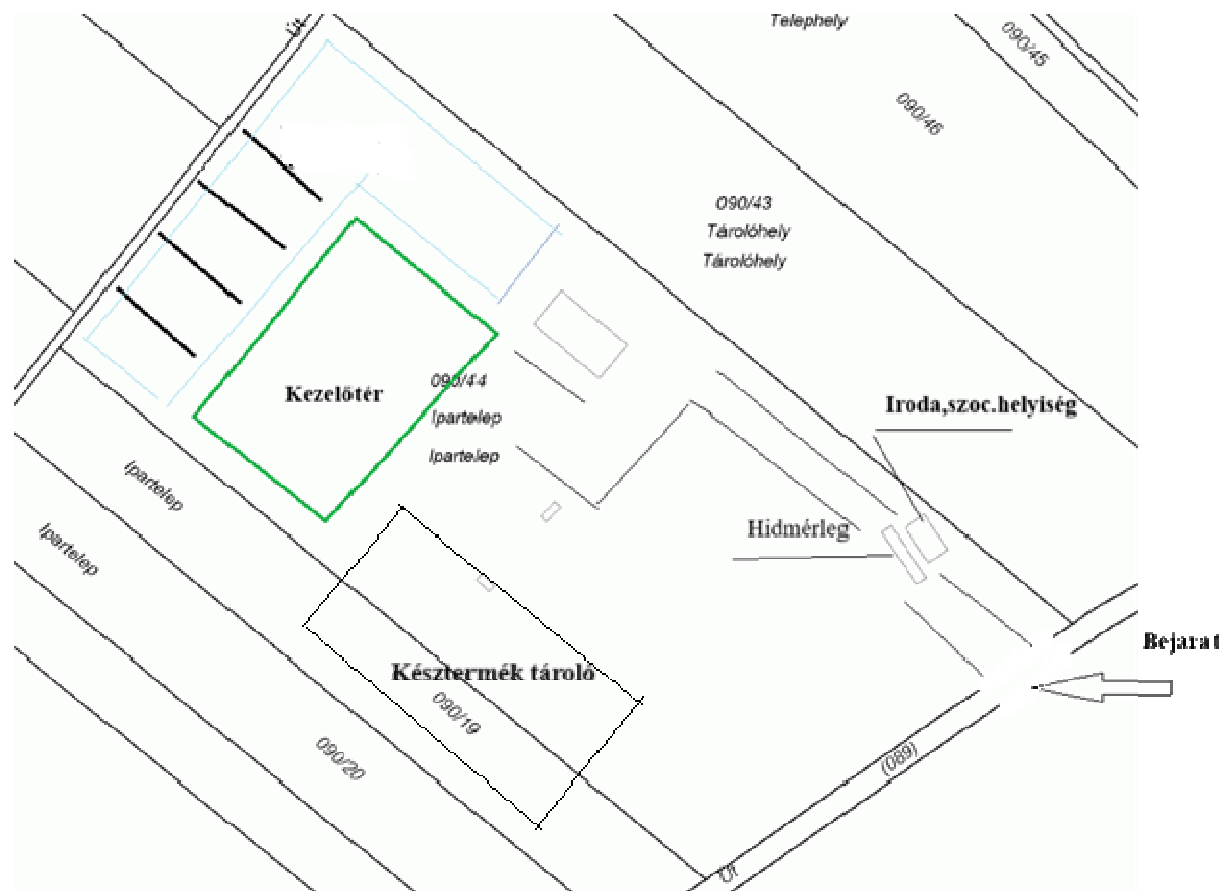 Út
Telephely
090/45
090/46
090/43
Tárolóhely
Tárolóhely
Kezelőtér
090/44
Ipartelep
Ipartelep
Iroda,szoc.helyiség
Ipartelep
Ipartelep
Hidmérleg
Bejarat
Késztermék tároló
090/19
090/20
(089)
Út